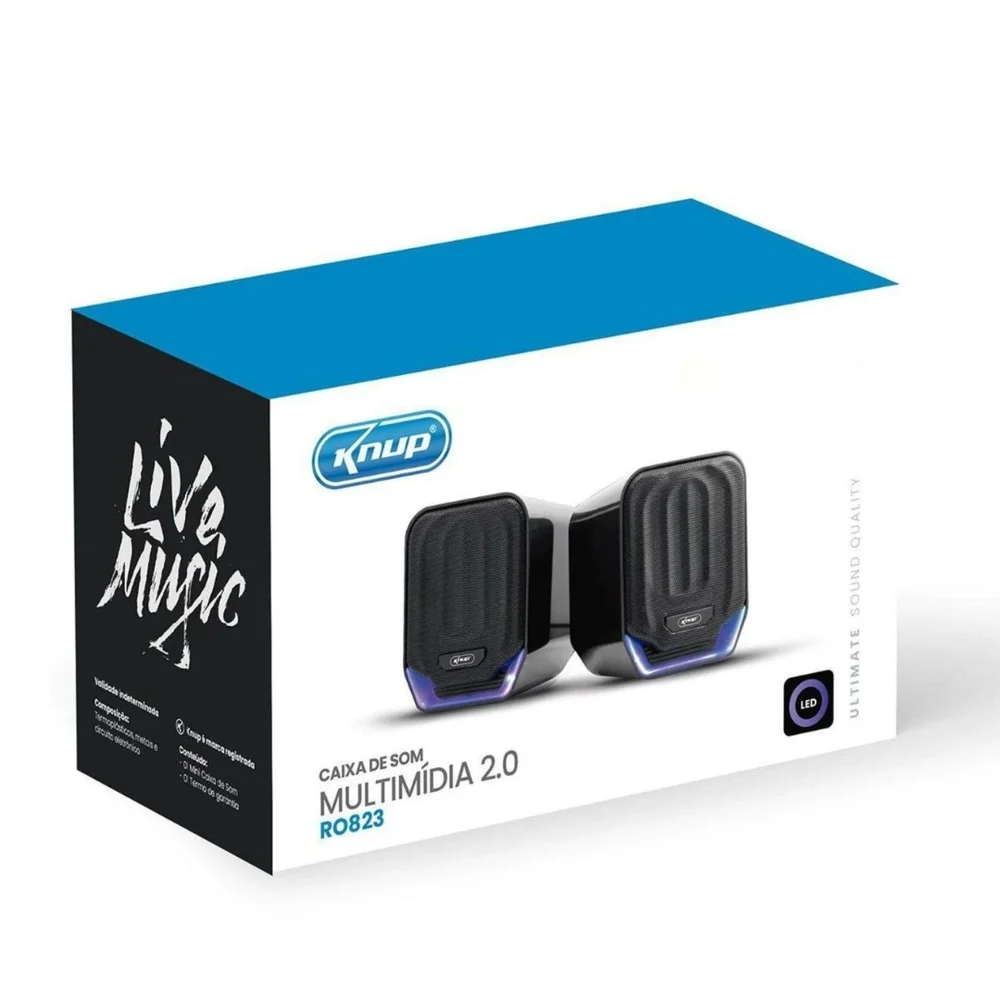 Knup®
Live
Music
Validade indeterminada
Composição:
Termoplásticos, metais e
circuito eletrônico
Knup é marca registrada
Conteúdo:
- 01 Mini Caixa de Som
- 01 Termo de garantia
Knup
Knup
ULTIMATE SOUND QUALITY
LED
CAIXA DE SOM
MULTIMÍDIA 2.0
RO823